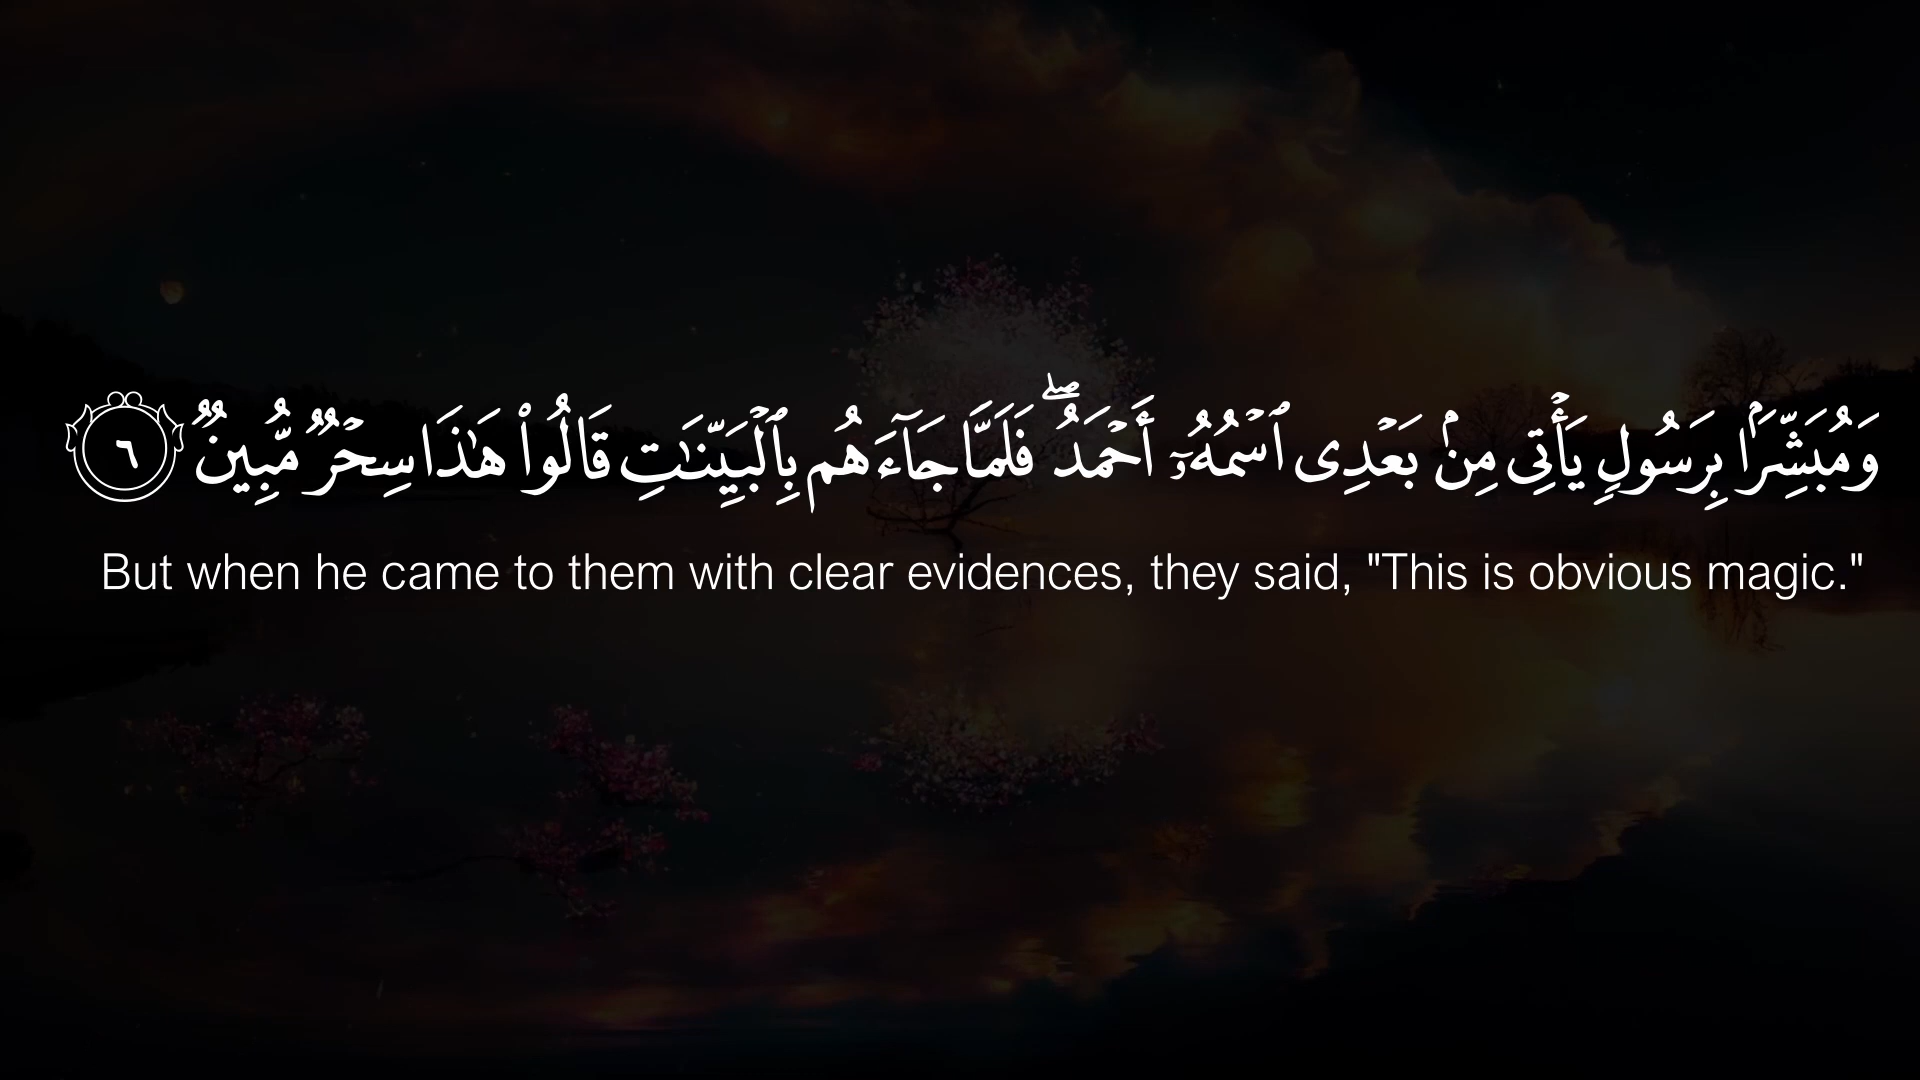 وَمُبَشِّرَۢا بِرَسُولٖ يَأۡتِي مِنۢ بَعۡدِي ٱسۡمُهُۥٓ أَحۡمَدُۖ فَلَمَّا جَآءَهُم بِٱلۡبَيِّنَٰتِ قَالُواْ هَٰذَا سِحۡرٞ مُّبِينٞ ٦
But when he came to them with clear evidences, they said, "This is obvious magic."